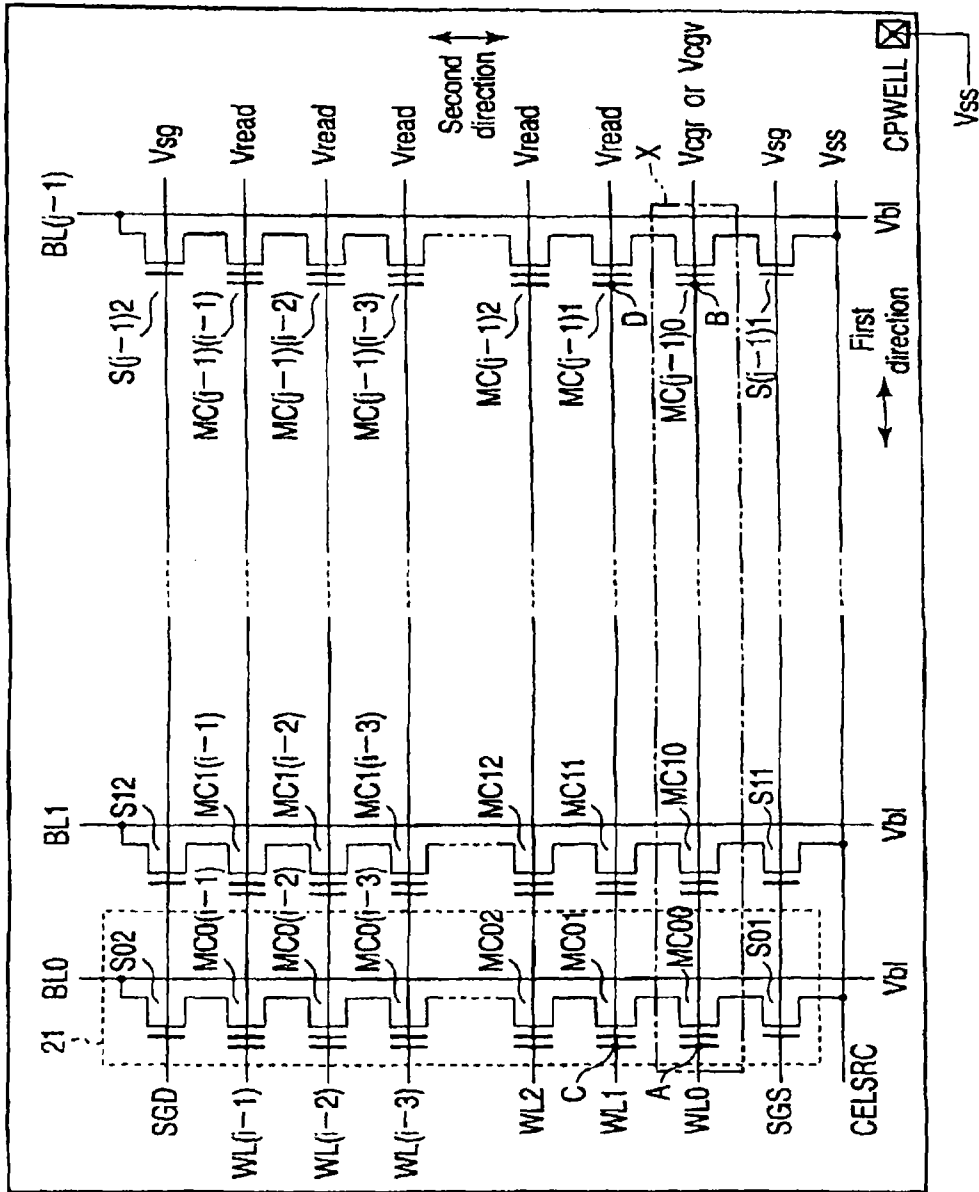 BL0
BL1
BL(j-1)
21
SGD
S02
S12
S(j-1)2
Vsg
WL(i-1)
MC0(i-1)
MC1(i-1)
MC(j-1)(i-1)
Vread
WL(i-2)
MC0(i-2)
MC1(i-2)
MC(j-1)(i-2)
Vread
WL(i-3)
MC0(i-3)
MC1(i-3)
MC(j-1)(i-3)
Vread
Second
direction
WL2
MC02
MC12
MC(j-1)2
Vread
C
WL1
MC01
MC11
MC(j-1)1
D
Vread
X
A
WL0
MC00
MC10
MC(j-1)0
B
Vcgr or Vcgv
SGS
S01
S11
S(j-1)1
Vsg
CELSRC
Vss
Vbl
Vbl
Vbl
First
direction
CPWELL
Vss